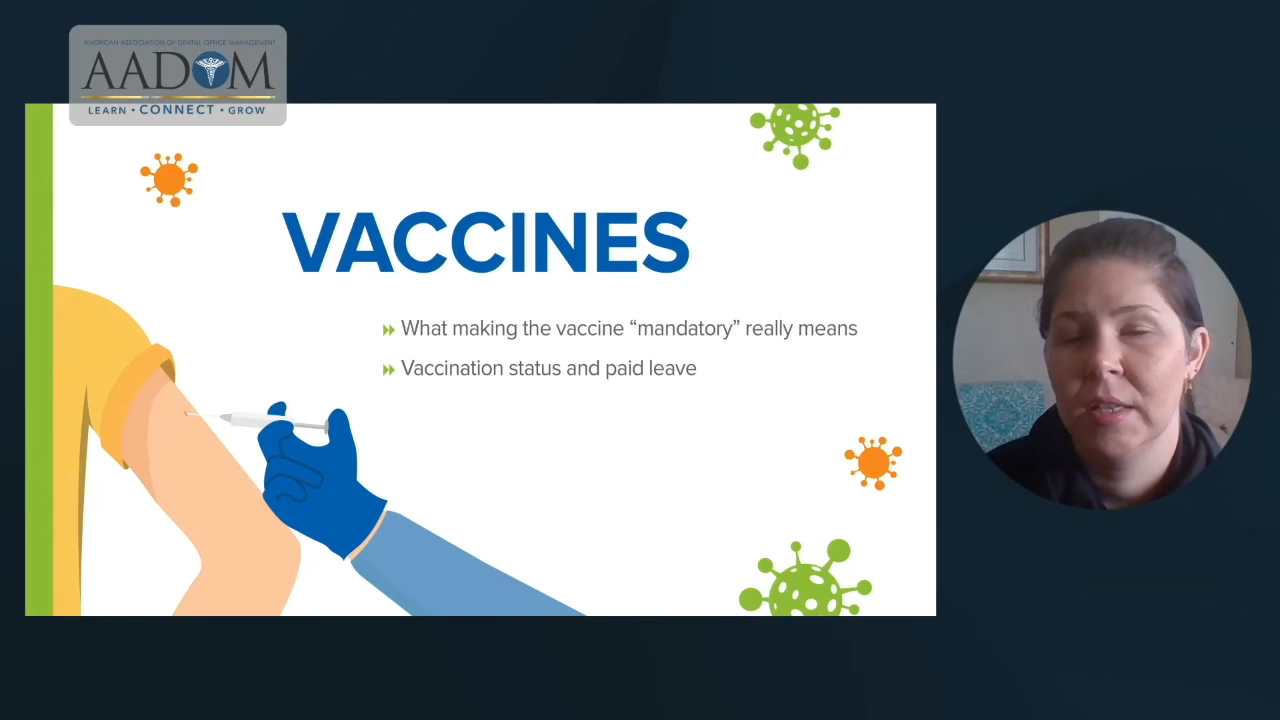 AMERICAN ASSOCIATION OF DENTAL OFFICE MANAGEMENT
AADOM
LEARN • CONNECT • GROW
VACCINES
What making the vaccine “mandatory” really means
Vaccination status and paid leave